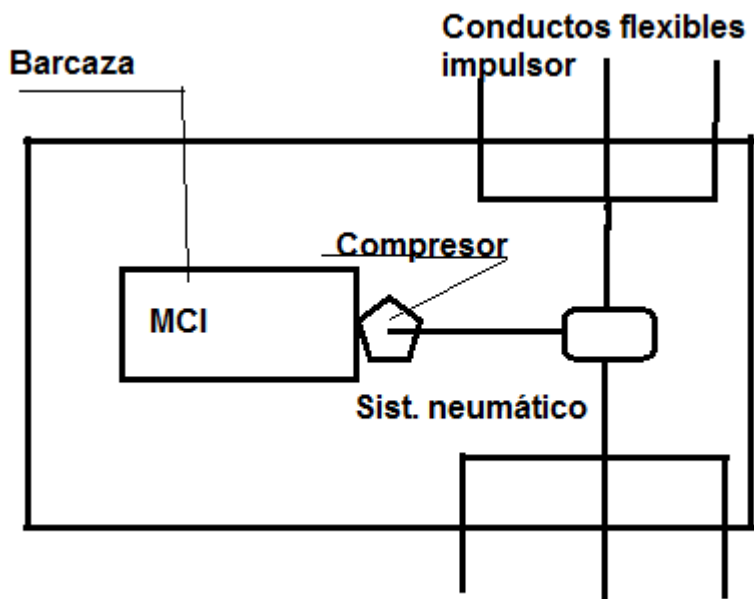 Conductos flexibles
impulsor
Barcaza
Compresor
MCI
Sist. neumático